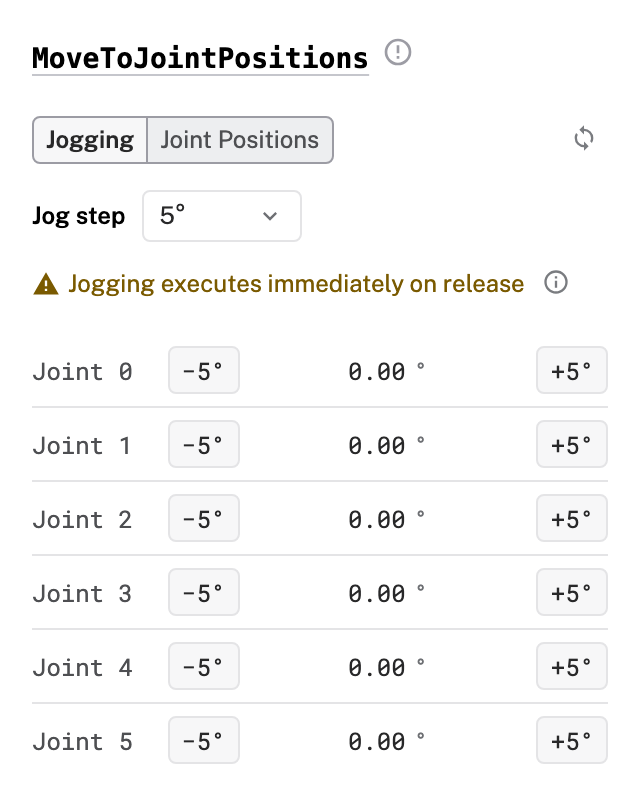 MoveToJointPositions
Jogging Joint Positions
Jog step 5°
Jogging executes immediately on release
Joint 0 -5° 0.00 ° +5°
Joint 1 -5° 0.00 ° +5°
Joint 2 -5° 0.00 ° +5°
Joint 3 -5° 0.00 ° +5°
Joint 4 -5° 0.00 ° +5°
Joint 5 -5° 0.00 ° +5°